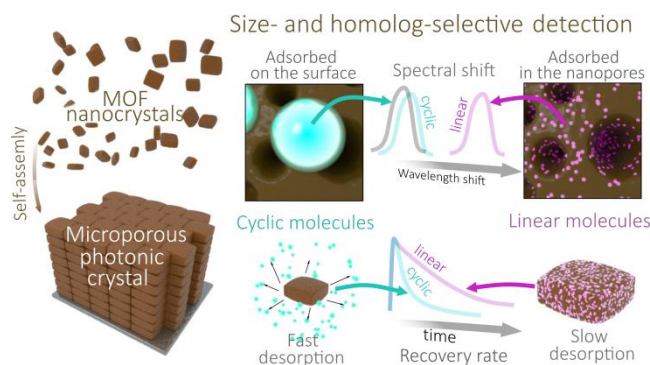 Size- and homolog-selective detection
MOF
nanocrystals
Self-assembly
Microporous
photonic
crystal
Adsorbed
on the surface
Spectral shift
cyclic
linear
Wavelength shift
Adsorbed
in the nanopores
Cyclic molecules
Linear molecules
Fast
desorption
linear
cyclic
time
Recovery rate
Slow
desorption